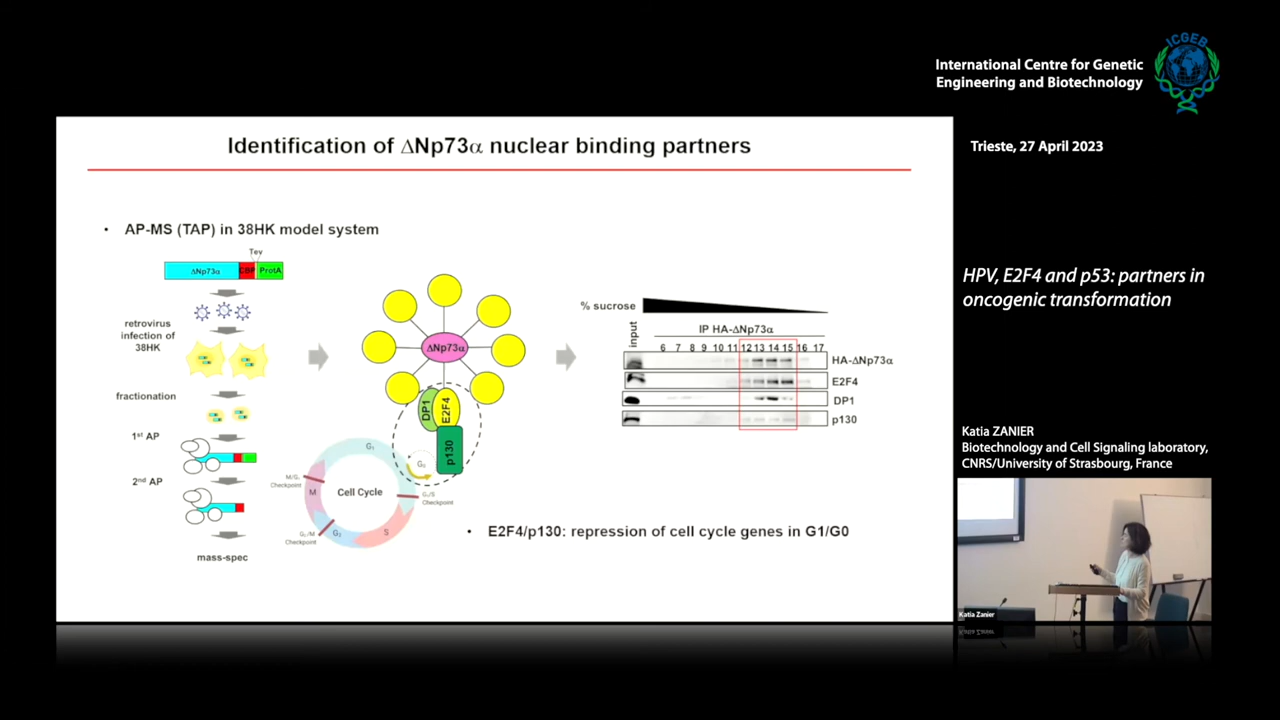 ICGEB
International Centre for Genetic
Engineering and Biotechnology
Trieste, 27 April 2023
HPV, E2F4 and p53: partners in
oncogenic transformation
Katia ZANIER
Biotechnology and Cell Signaling laboratory,
CNRS/University of Strasbourg, France
Katia Zanier
Identification of ΔNp73α nuclear binding partners
• AP-MS (TAP) in 38HK model system
Tev
ΔNp73α CBP ProtA
retrovirus
infection of
38HK
fractionation
1st AP
2nd AP
mass-spec
ΔNp73α
DP1
E2F4
p130
G0
G1
Cell Cycle
M/G1
Checkpoint
M
G1/S
Checkpoint
G2/M
Checkpoint
G2
S
% sucrose
input
IP HA-ΔNp73α
6 7 8 9 10 11 12 13 14 15 16 17
HA-ΔNp73α
E2F4
DP1
p130
• E2F4/p130: repression of cell cycle genes in G1/G0